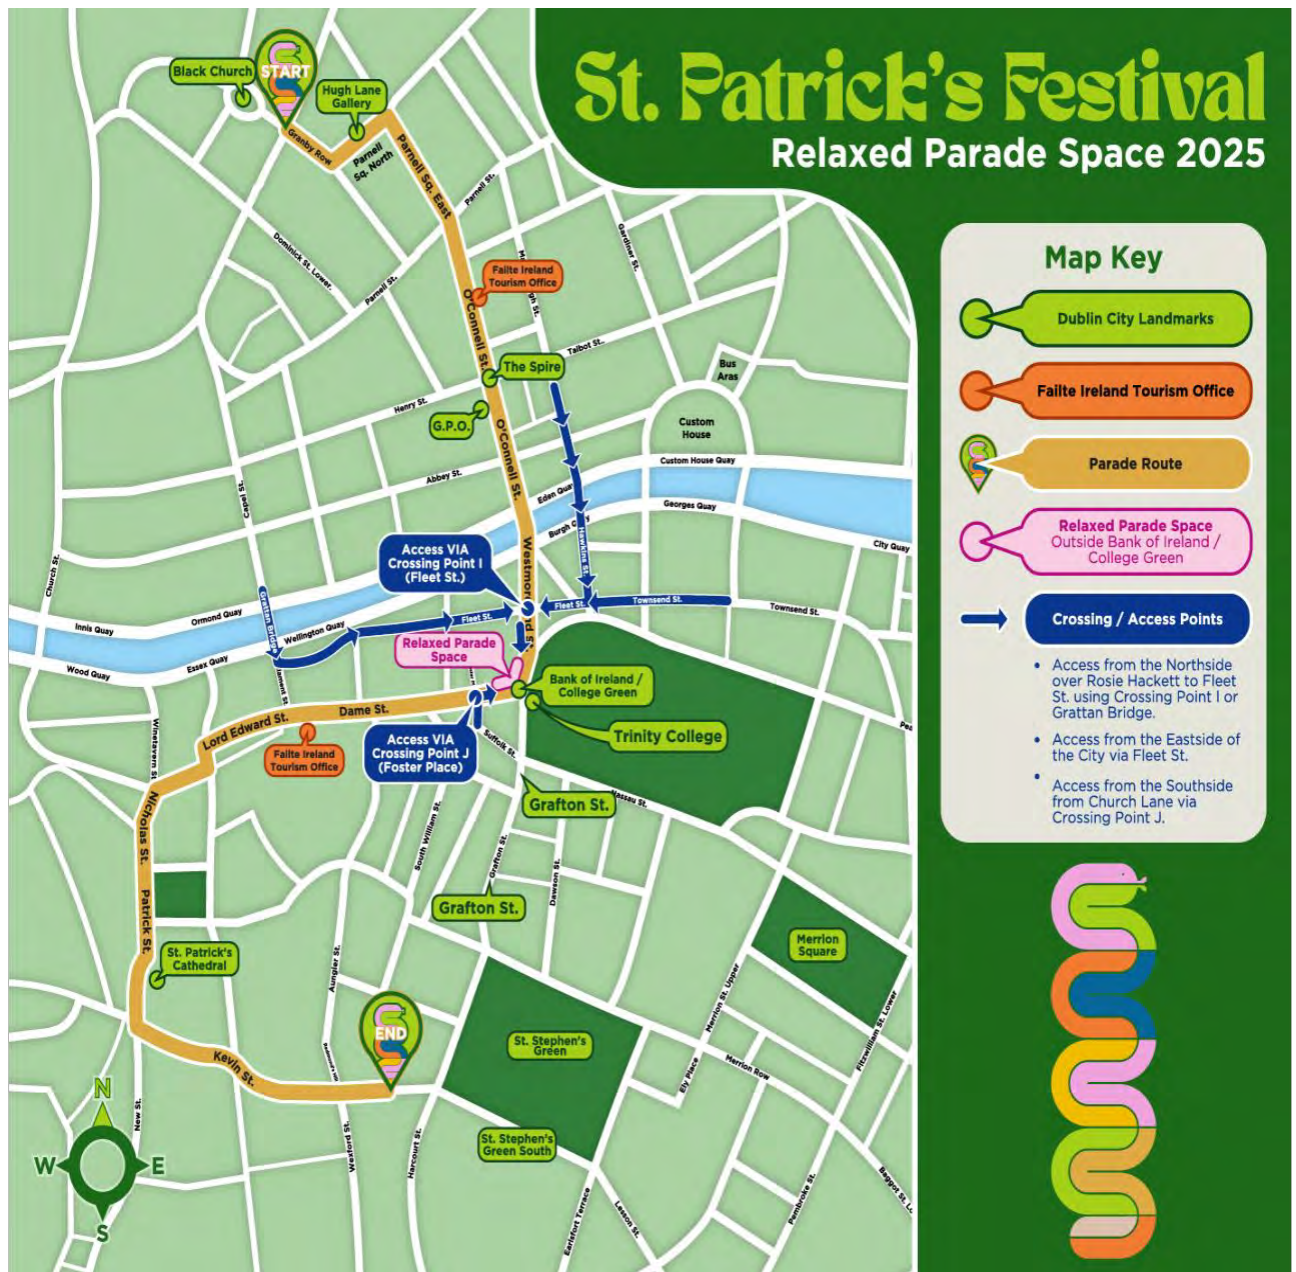 St. Patrick's Festival
Relaxed Parade Space 2025
Map Key
Dublin City Landmarks
Failte Ireland Tourism Office
Parade Route
Relaxed Parade Space
Outside Bank of Ireland /
College Green
Crossing / Access Points
• Access from the Northside
over Rosie Hackett to Fleet
St. using Crossing Point I or
Grattan Bridge.
• Access from the Eastside of
the City via Fleet St.
•
Access from the Southside
from Church Lane via
Crossing Point J.
START
Black Church
Hugh Lane
Gallery
Granby Row
Parnell
Sq. North
Parnell Sq. East
Parnell St.
Dominick St. Lower.
Parnell St.
Gardiner St.
Failte Ireland
Tourism Office
O'Connell St.
Talbot St.
The Spire
Bus
Aras
Henry St.
G.P.O.
O'Connell St.
Custom
House
Custom House Quay
Abbey St.
Capel St.
Eden Quay
Georges Quay
Burgh Quay
City Quay
Hawkins St.
Church St.
Access VIA
Crossing Point I
(Fleet St.)
Grattan Bridge
Ormond Quay
Innis Quay
Wellington Quay
Fleet St.
Fleet St.
Townsend St.
Townsend St.
Essex Quay
Wood Quay
Relaxed Parade
Space
Bank of Ireland /
College Green
Trinity College
Dame St.
Lord Edward St.
Winetavern St.
Failte Ireland
Tourism Office
Access VIA
Crossing Point J
(Foster Place)
Suffolk St.
Grafton St.
Nassau St.
Nicholas St.
South William St.
Grafton St.
Dawson St.
Grafton St.
Patrick St.
St. Patrick's
Cathedral
Aungier St.
Merrion
Square
Merrion St. Upper
Fitzwilliam St. Lower
END
St. Stephen's
Green
Kevin St.
Ely Place
Merrion Row
New St.
St. Stephen's
Green South
Wexford St.
Harcourt St.
Earlsfort Terrace
Leeson St.
Pembroke St.
N
W
E
S